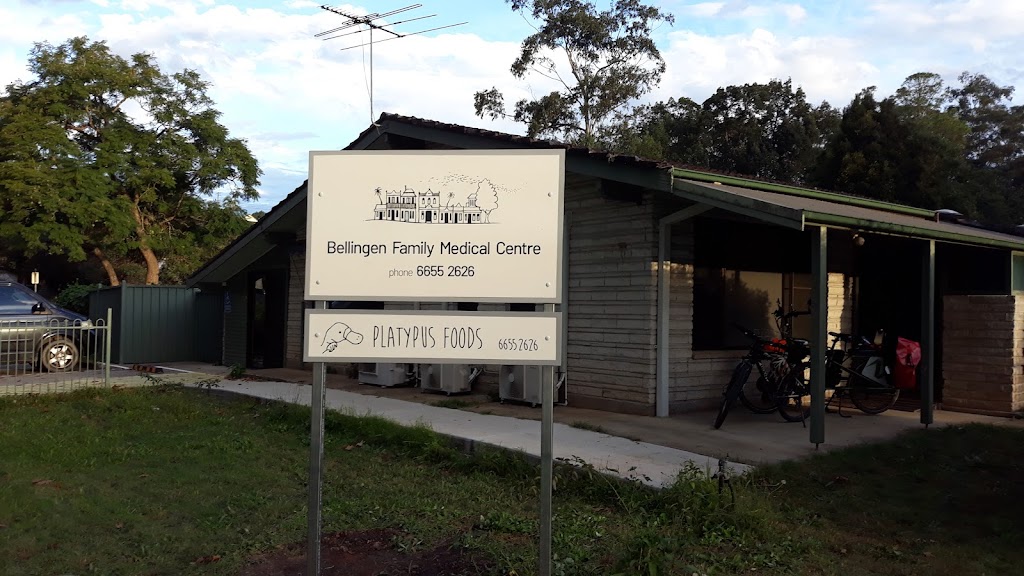 Bellingen Family Medical Centre
phone 6655 2626
PLATYPUS FOODS 66552626